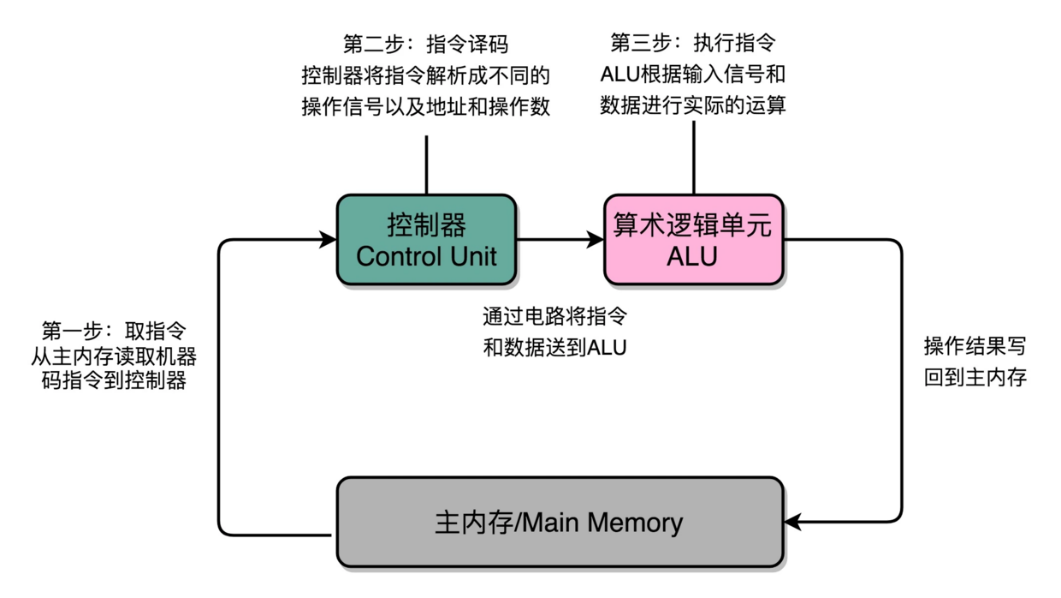 第二步：指令译码
控制器将指令解析成不同的
操作信号以及地址和操作数
第三步：执行指令
ALU根据输入信号和
数据进行实际的运算
控制器
Control Unit
算术逻辑单元
ALU
第一步：取指令
从主内存读取机器
码指令到控制器
通过电路将指令
和数据送到ALU
操作结果写
回到主内存
主内存/Main Memory